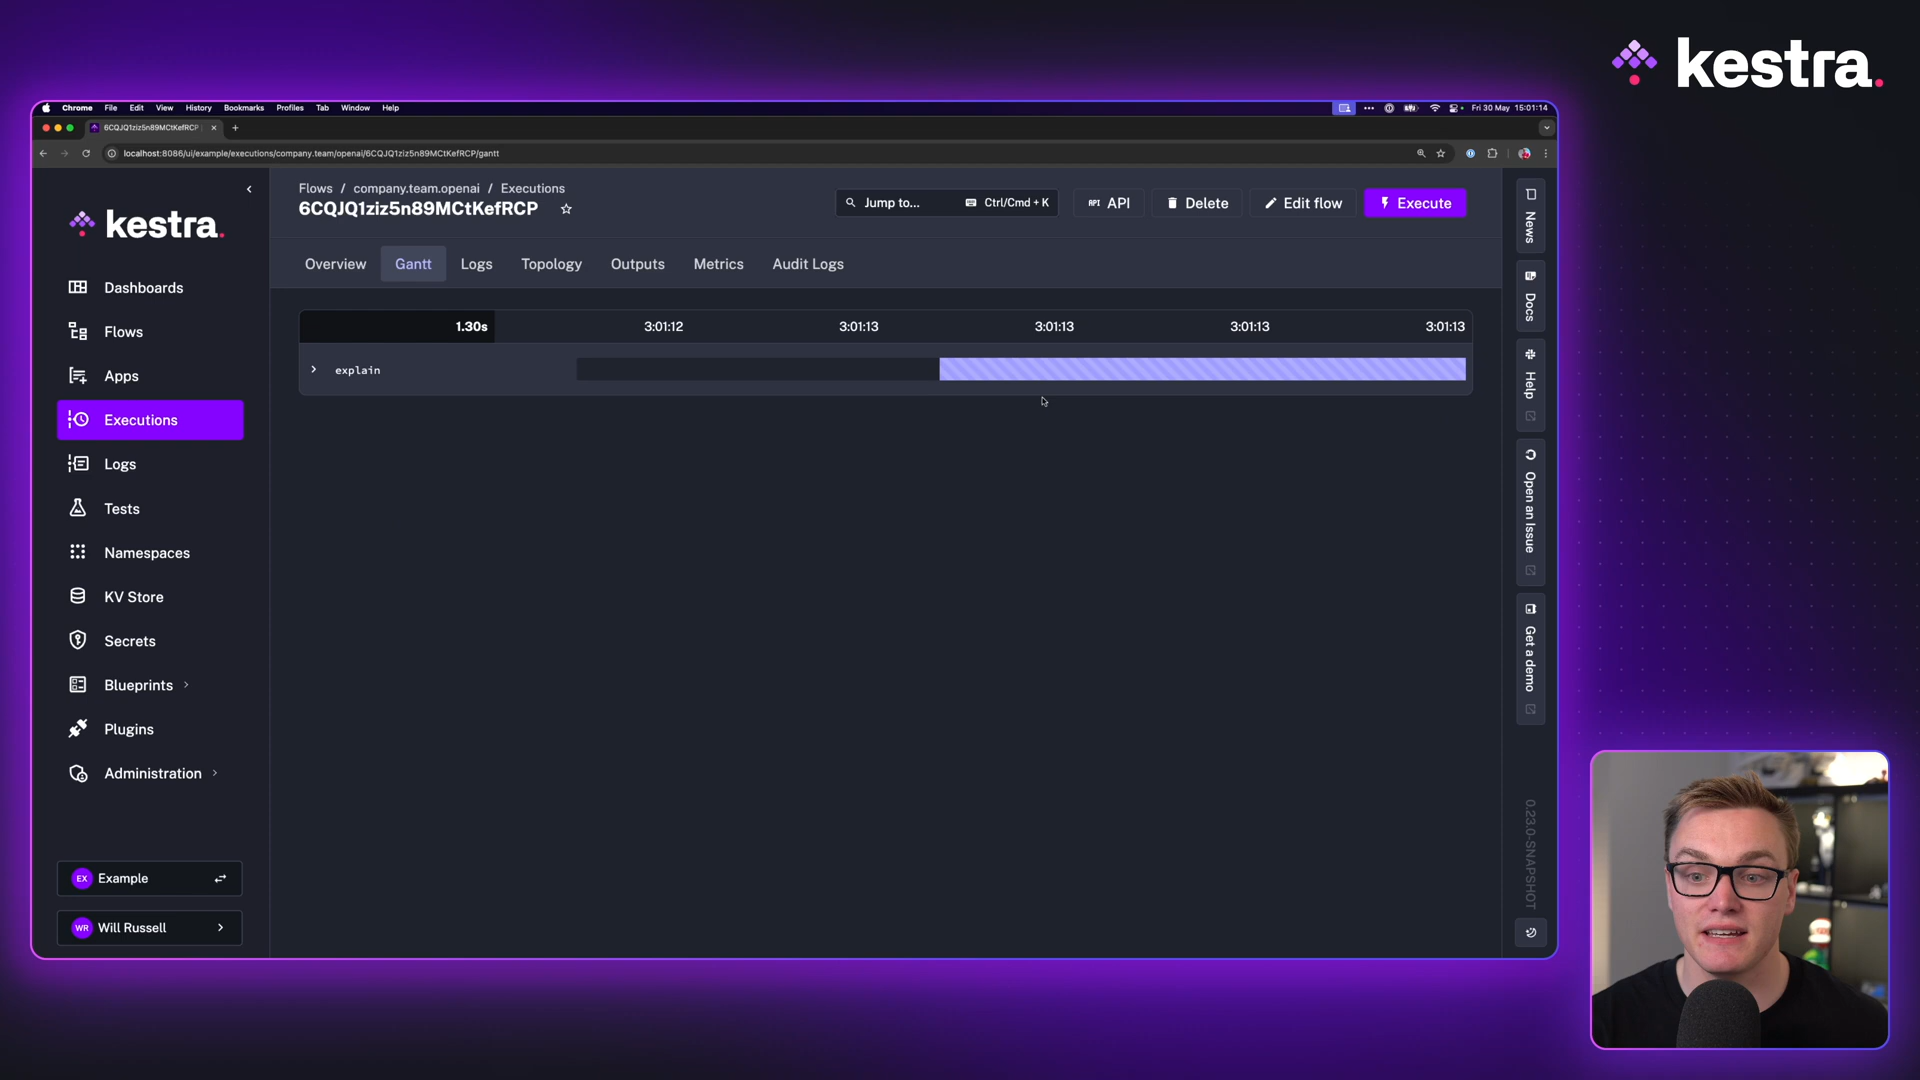 kestra.
Chrome File Edit View History Bookmarks Profiles Tab Window Help
Fri 30 May 15:01:14
6CQJQ1ziz5n89MCtKefRCP
localhost:8086/ui/example/executions/company.team/openai/6CQJQ1ziz5n89MCtKefRCP/gantt
kestra.
Dashboards
Flows
Apps
Executions
Logs
Tests
Namespaces
KV Store
Secrets
Blueprints
Plugins
Administration
EX Example
WR Will Russell
Flows / company.team.openai / Executions
6CQJQ1ziz5n89MCtKefRCP
Jump to... Ctrl/Cmd + K
API API
Delete
Edit flow
Execute
Overview Gantt Logs Topology Outputs Metrics Audit Logs
1.30s 3:01:12 3:01:13 3:01:13 3:01:13 3:01:13
explain
News
Docs
Help
Open an Issue
Get a demo
0.23.0-SNAPSHOT